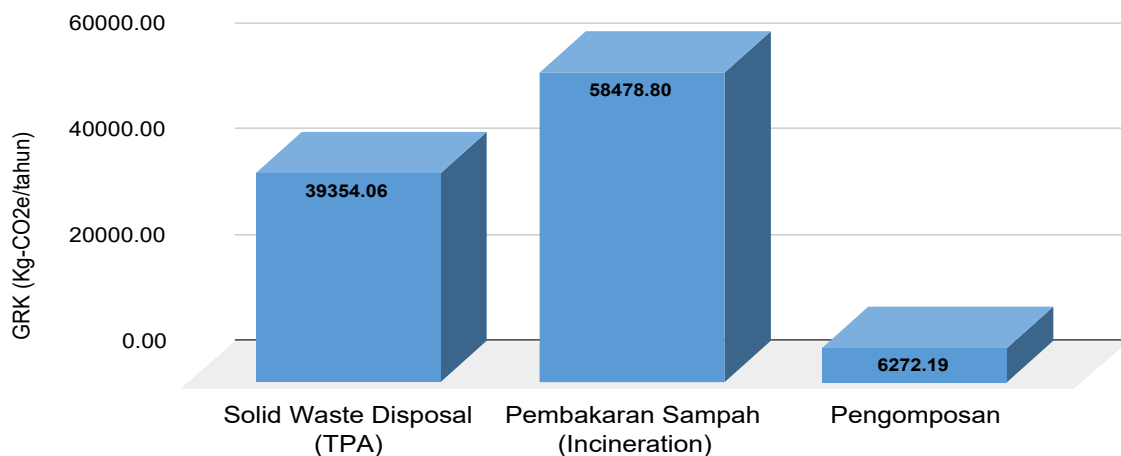 60000.00
40000.00
20000.00
0.00
GRK (Kg-CO2e/tahun)
39354.06
58478.80
6272.19
Solid Waste Disposal
(TPA)
Pembakaran Sampah
(Incineration)
Pengomposan